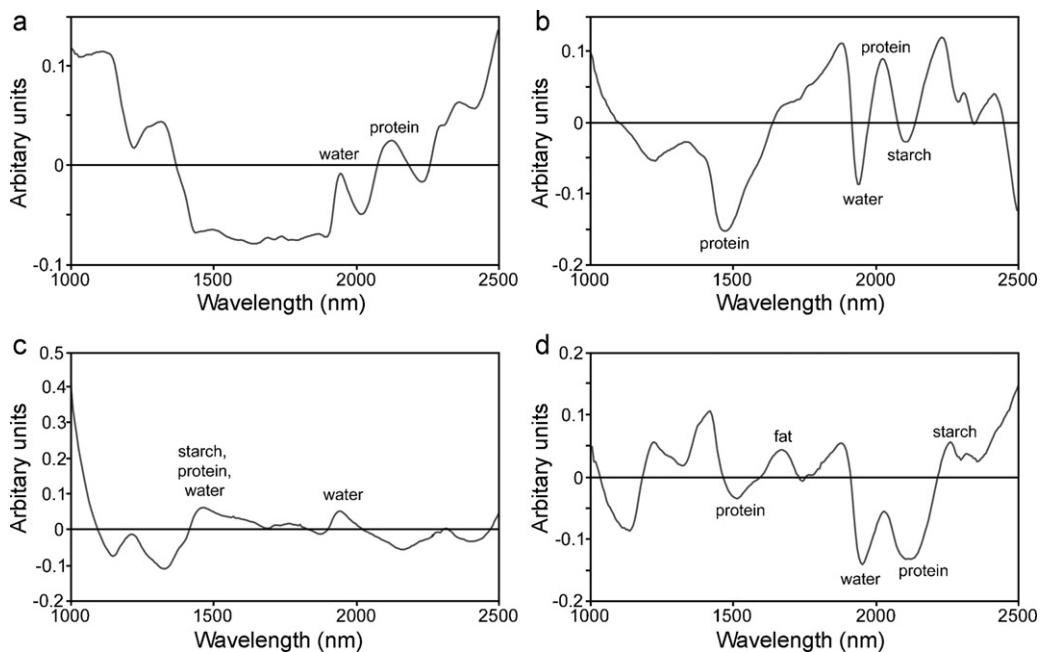 a
Arbitary units
0.1
0
-0.1
water
protein
1000
1500
2000
2500
Wavelength (nm)
b
Arbitary units
0.1
0
-0.1
-0.2
protein
protein
water
starch
1000
1500
2000
2500
Wavelength (nm)
c
Arbitary units
0.5
0.4
0.3
0.2
0.1
0
-0.1
-0.2
starch,
protein,
water
water
1000
1500
2000
2500
Wavelength (nm)
d
Arbitary units
0.2
0.1
0
-0.1
-0.2
protein
fat
water
protein
starch
1000
1500
2000
2500
Wavelength (nm)